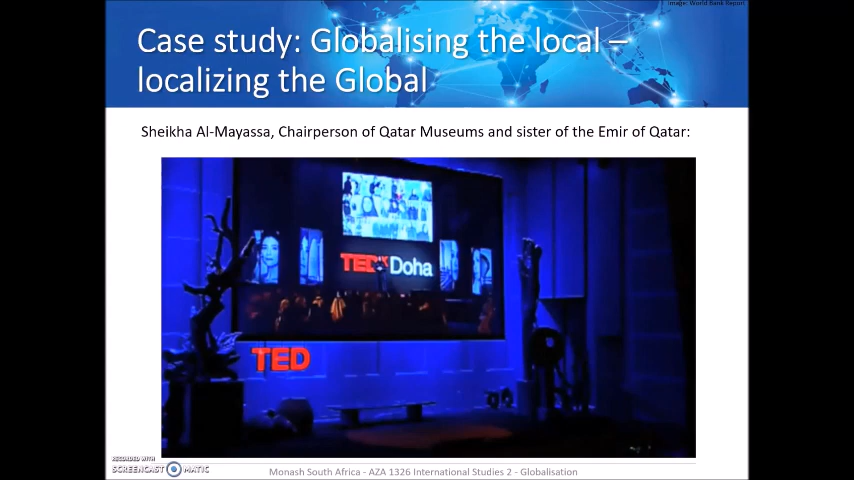 Image: World Bank Report
Case study: Globalising the local –
localizing the Global
Sheikha Al-Mayassa, Chairperson of Qatar Museums and sister of the Emir of Qatar:
TEDxDoha
TED
RECORDED WITH
SCREENCAST MATIC
Monash South Africa - AZA 1326 International Studies 2 - Globalisation